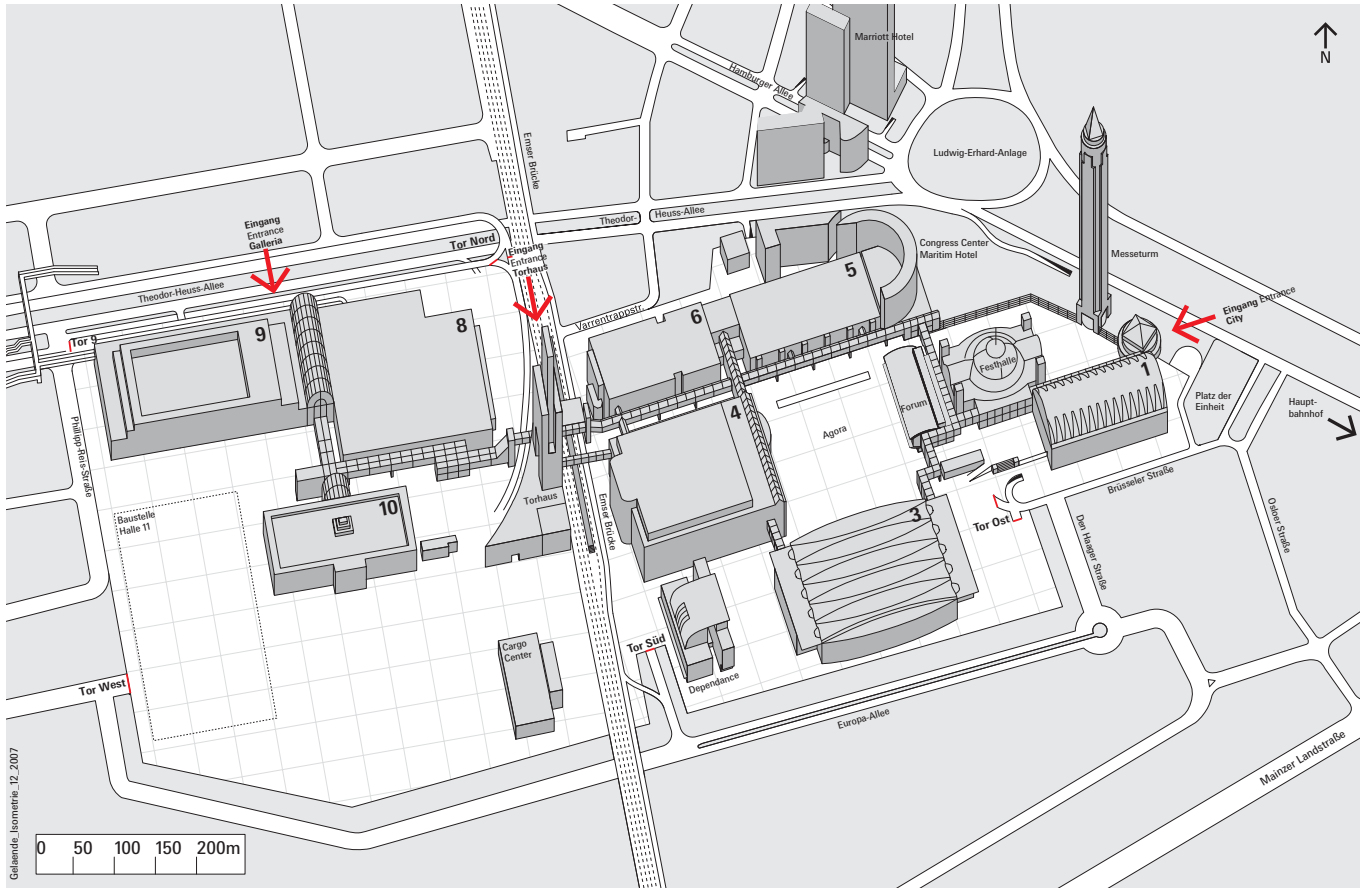 Marriott Hotel
N
Hamburger Allee
Emser Brücke
Ludwig-Erhard-Anlage
Eingang
Entrance
Galleria
Theodor-
Heuss-Allee
Tor Nord
Eingang
Entrance
Torhaus
Congress Center
Maritim Hotel
Messeturm
5
Theodor-Heuss-Allee
Eingang Entrance
City
Varrentrappstr.
6
8
9
Tor 9
Festhalle
1
Platz der
Einheit
Haupt-
bahnhof
Forum
4
Agora
Phillipp-Reis-Straße
Brüsseler Straße
Torhaus
10
Baustelle
Halle 11
Emser Brücke
3
Tor Ost
Osloer Straße
Den Haager Straße
Cargo
Center
Tor Süd
Dependance
Tor West
Europa-Allee
Mainzer Landstraße
Gelaende_Isometrie_12_2007
0 50 100 150 200m